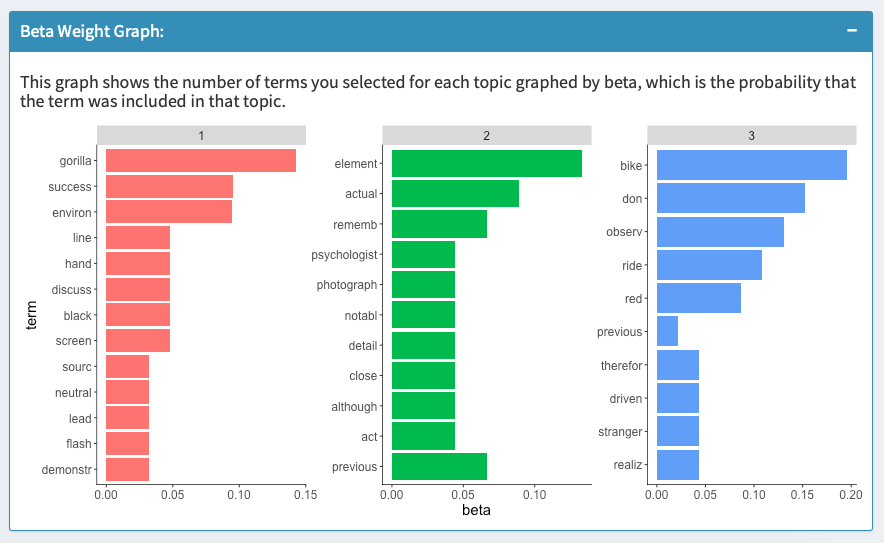 Beta Weight Graph:
This graph shows the number of terms you selected for each topic graphed by beta, which is the probability that
the term was included in that topic.
1
2
3
term
gorilla
success
environ
line
hand
discuss
black
screen
sourc
neutral
lead
flash
demonstr
0.00 0.05 0.10 0.15
element
actual
rememb
psychologist
photograph
notabl
detail
close
although
act
previous
0.00 0.05 0.10
bike
don
observ
ride
red
previous
therefor
driven
stranger
realiz
0.00 0.05 0.10 0.15 0.20
beta